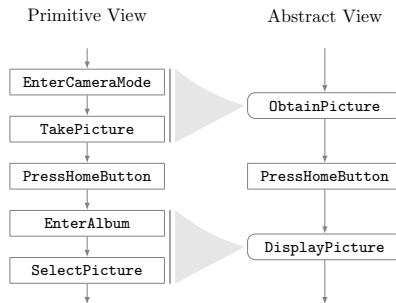 Primitive View
Abstract View
EnterCameraMode
TakePicture
ObtainPicture
PressHomeButton
PressHomeButton
EnterAlbum
SelectPicture
DisplayPicture